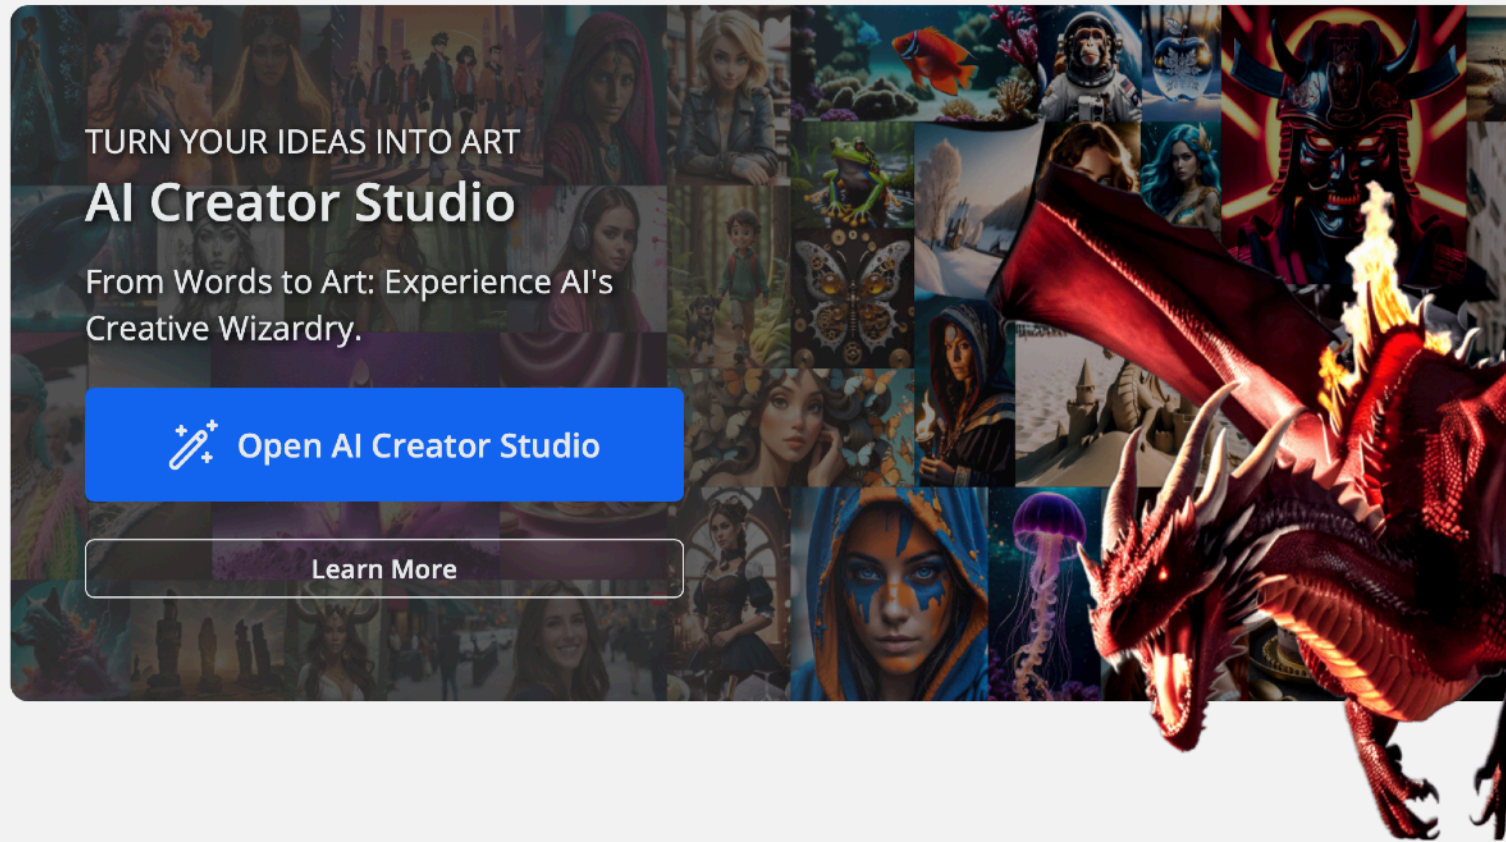 TURN YOUR IDEAS INTO ART
AI Creator Studio
From Words to Art: Experience AI's
Creative Wizardry.
Open AI Creator Studio
Learn More